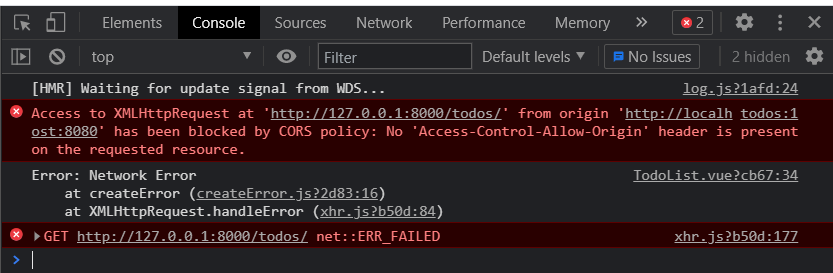 Elements Console Sources Network Performance Memory » 2
top Filter Default levels No Issues 2 hidden
[HMR] Waiting for update signal from WDS... log.js?1afd:24
Access to XMLHttpRequest at 'http://127.0.0.1:8000/todos/' from origin 'http://localh todos:1
ost:8080' has been blocked by CORS policy: No 'Access-Control-Allow-Origin' header is present
on the requested resource.
Error: Network Error TodoList.vue?cb67:34
at createError (createError.js?2d83:16)
at XMLHttpRequest.handleError (xhr.js?b50d:84)
GET http://127.0.0.1:8000/todos/ net::ERR_FAILED xhr.js?b50d:177